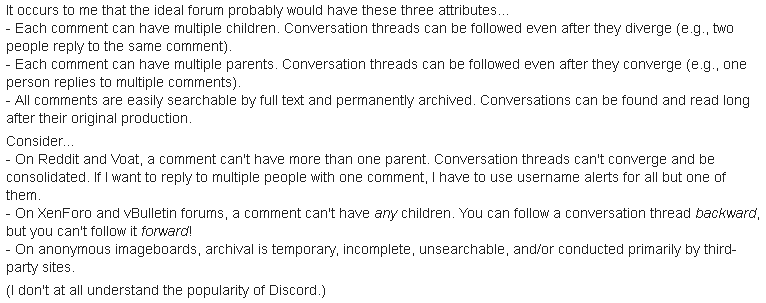 It occurs to me that the ideal forum probably would have these three attributes...
- Each comment can have multiple children. Conversation threads can be followed even after they diverge (e.g., two
people reply to the same comment).
- Each comment can have multiple parents. Conversation threads can be followed even after they converge (e.g., one
person replies to multiple comments).
- All comments are easily searchable by full text and permanently archived. Conversations can be found and read long
after their original production.
Consider...
- On Reddit and Voat, a comment can't have more than one parent. Conversation threads can't converge and be
consolidated. If I want to reply to multiple people with one comment, I have to use username alerts for all but one of
them.
- On XenForo and vBulletin forums, a comment can't have any children. You can follow a conversation thread backward,
but you can't follow it forward!
- On anonymous imageboards, archival is temporary, incomplete, unsearchable, and/or conducted primarily by third-
party sites.
(I don't at all understand the popularity of Discord.)